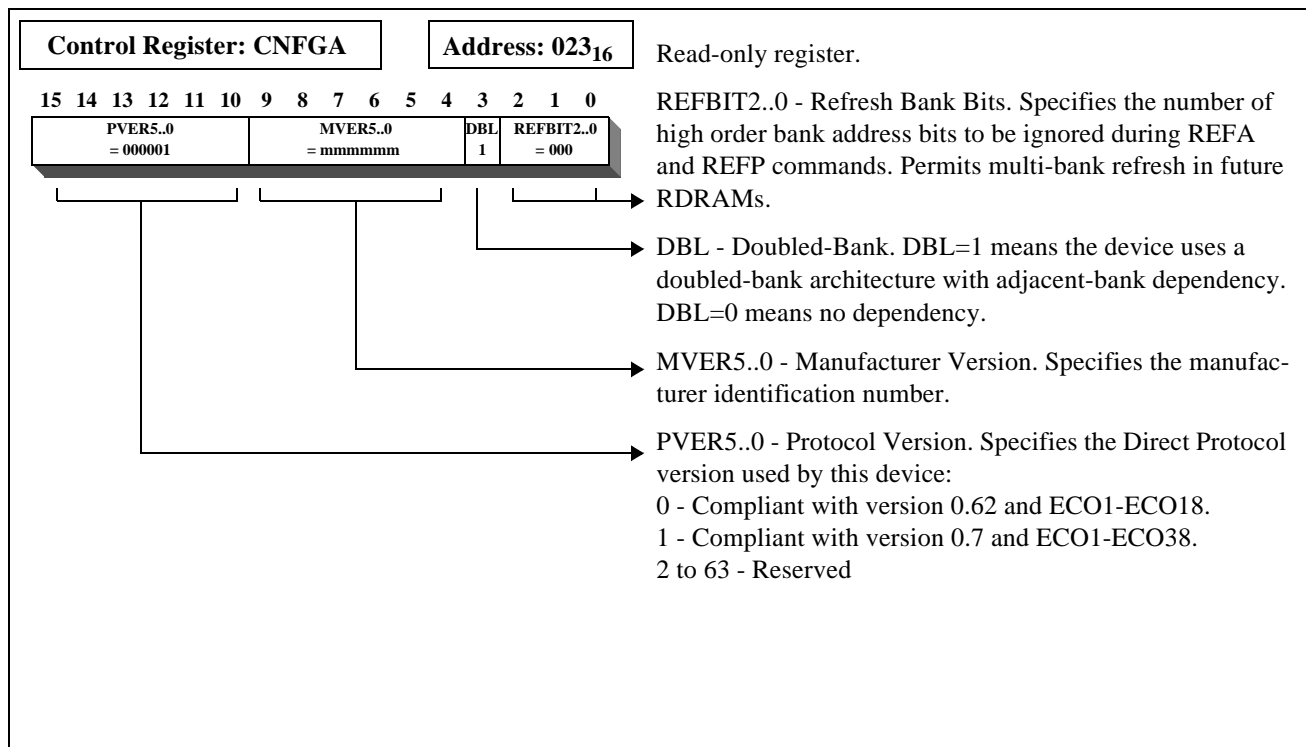 Control Register: CNFGA
Address: 023₁₆
15 14 13 12 11 10 9 8 7 6 5 4 3 2 1 0
PVER5..0
= 000001
MVER5..0
= mmmmmm
DBL
1
REFBIT2..0
= 000
Read-only register.
REFBIT2..0 - Refresh Bank Bits. Specifies the number of
high order bank address bits to be ignored during REFA
and REFP commands. Permits multi-bank refresh in future
RDRAMs.
DBL - Doubled-Bank. DBL=1 means the device uses a
doubled-bank architecture with adjacent-bank dependency.
DBL=0 means no dependency.
MVER5..0 - Manufacturer Version. Specifies the manufac-
turer identification number.
PVER5..0 - Protocol Version. Specifies the Direct Protocol
version used by this device:
0 - Compliant with version 0.62 and ECO1-ECO18.
1 - Compliant with version 0.7 and ECO1-ECO38.
2 to 63 - Reserved